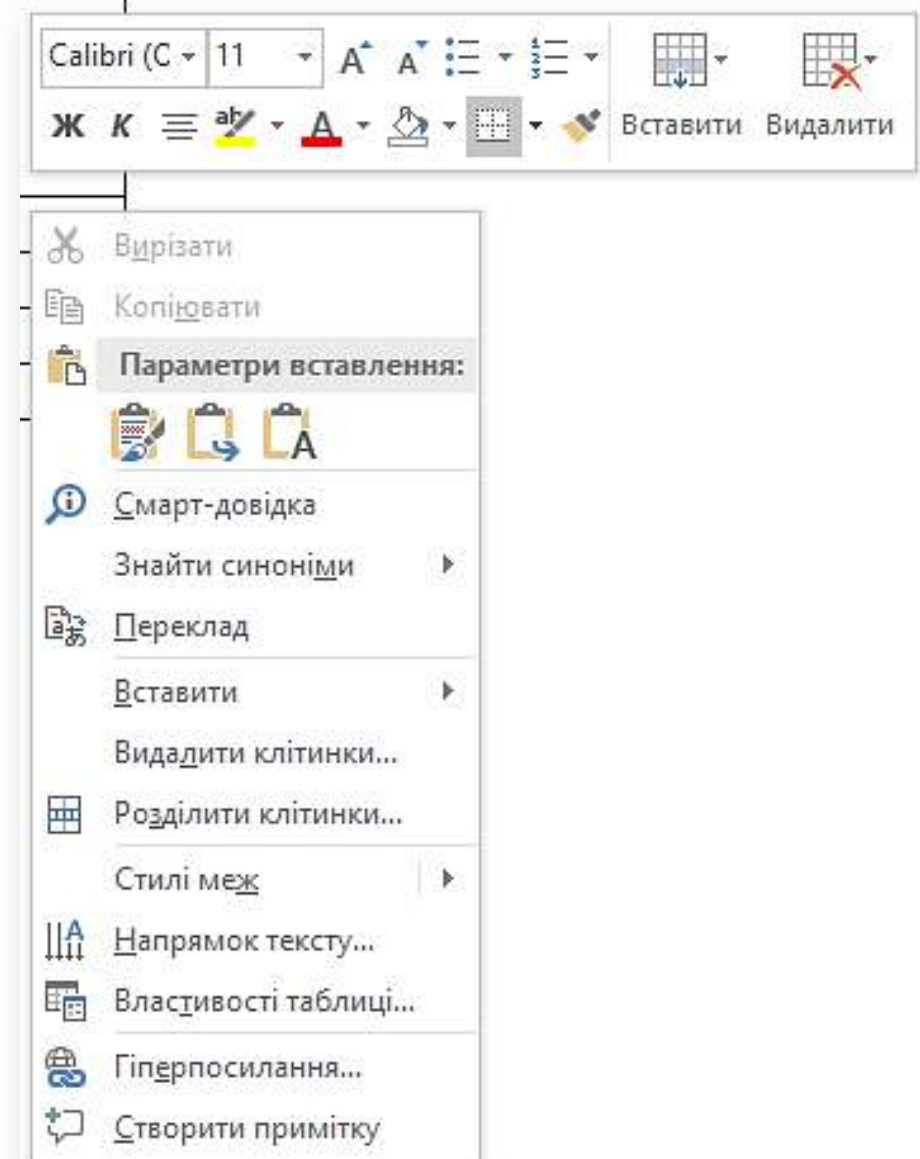 Calibri (С 11
Ж К
Вставити Видалити
Вирізати
Копіювати
Параметри вставлення:
Смарт-довідка
Знайти синоніми
Переклад
Вставити
Видалити клітинки...
Розділити клітинки...
Стилі меж
Напрямок тексту...
Властивості таблиці...
Гіперпосилання...
Створити примітку